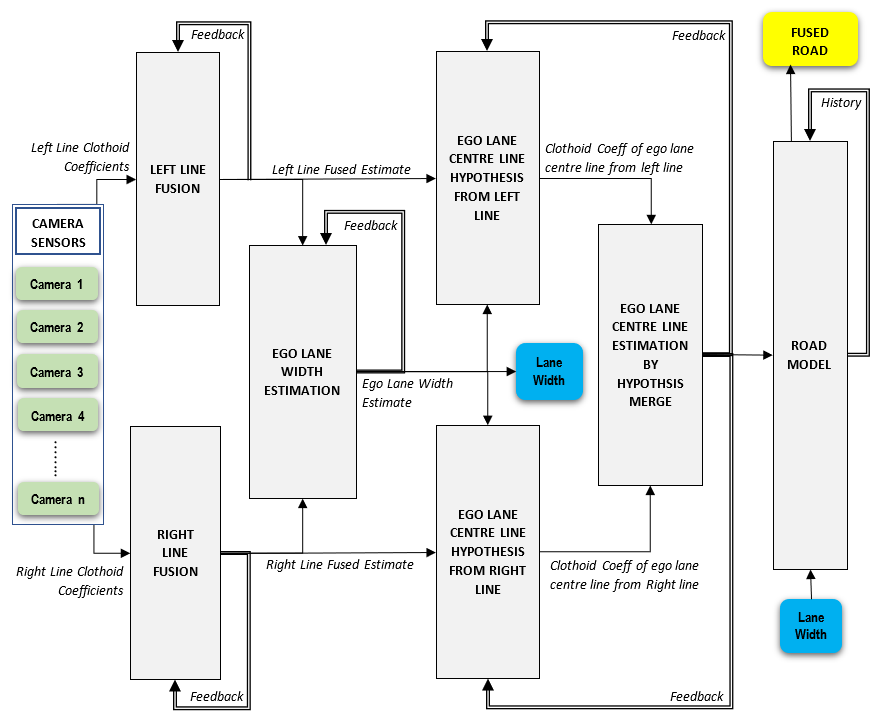 Feedback
Feedback
FUSED
ROAD
History
Left Line Clothoid
Coefficients
LEFT LINE
FUSION
Left Line Fused Estimate
EGO LANE
CENTRE LINE
HYPOTHESIS
FROM LEFT
LINE
Clothoid Coeff of ego lane
centre line from left line
CAMERA
SENSORS
Camera 1
Camera 2
Camera 3
Camera 4
Camera n
Feedback
EGO LANE
WIDTH
ESTIMATION
Ego Lane Width
Estimate
Lane
Width
EGO LANE
CENTRE LINE
ESTIMATION
BY
HYPOTHSIS
MERGE
ROAD
MODEL
Right Line Clothoid
Coefficients
RIGHT
LINE
FUSION
Right Line Fused Estimate
EGO LANE
CENTRE LINE
HYPOTHESIS
FROM RIGHT
LINE
Clothoid Coeff of ego lane
centre line from Right line
Lane
Width
Feedback
Feedback